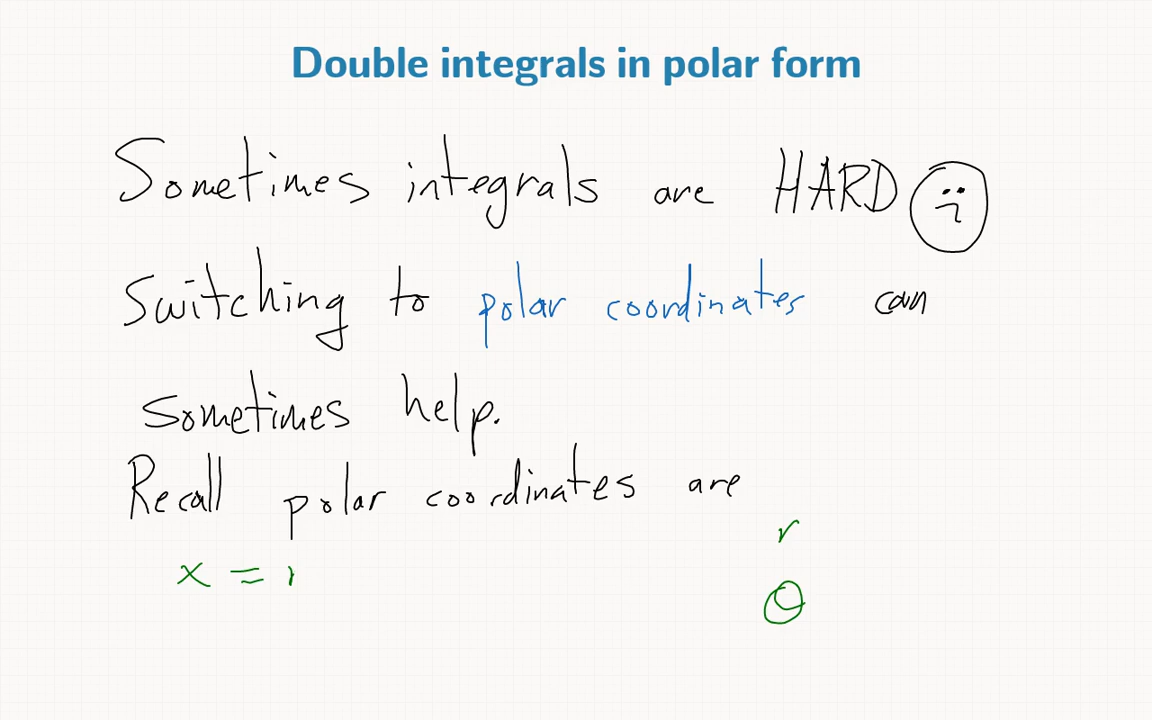 Double integrals in polar form
Sometimes integrals are HARD
Switching to polar coordinates can
sometimes help.
Recall polar coordinates are
r
x =
θ